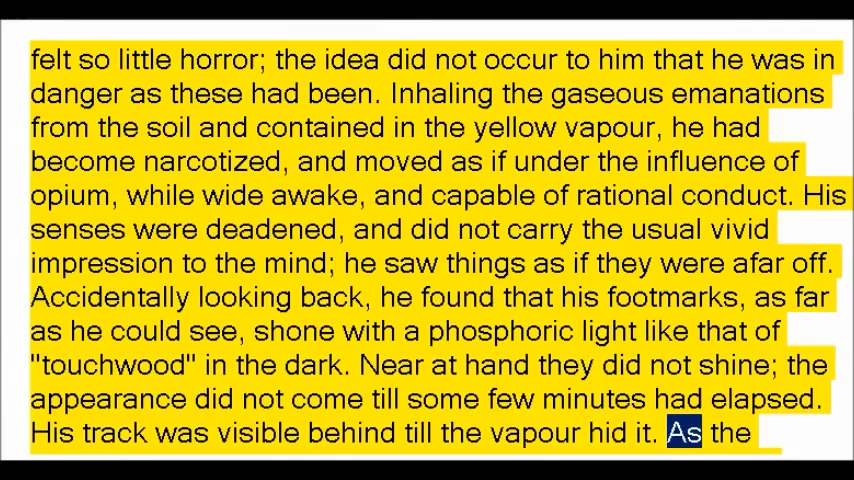 felt so little horror; the idea did not occur to him that he was in
danger as these had been. Inhaling the gaseous emanations
from the soil and contained in the yellow vapour, he had
become narcotized, and moved as if under the influence of
opium, while wide awake, and capable of rational conduct. His
senses were deadened, and did not carry the usual vivid
impression to the mind; he saw things as if they were afar off.
Accidentally looking back, he found that his footmarks, as far
as he could see, shone with a phosphoric light like that of
"touchwood" in the dark. Near at hand they did not shine; the
appearance did not come till some few minutes had elapsed.
His track was visible behind till the vapour hid it. As the